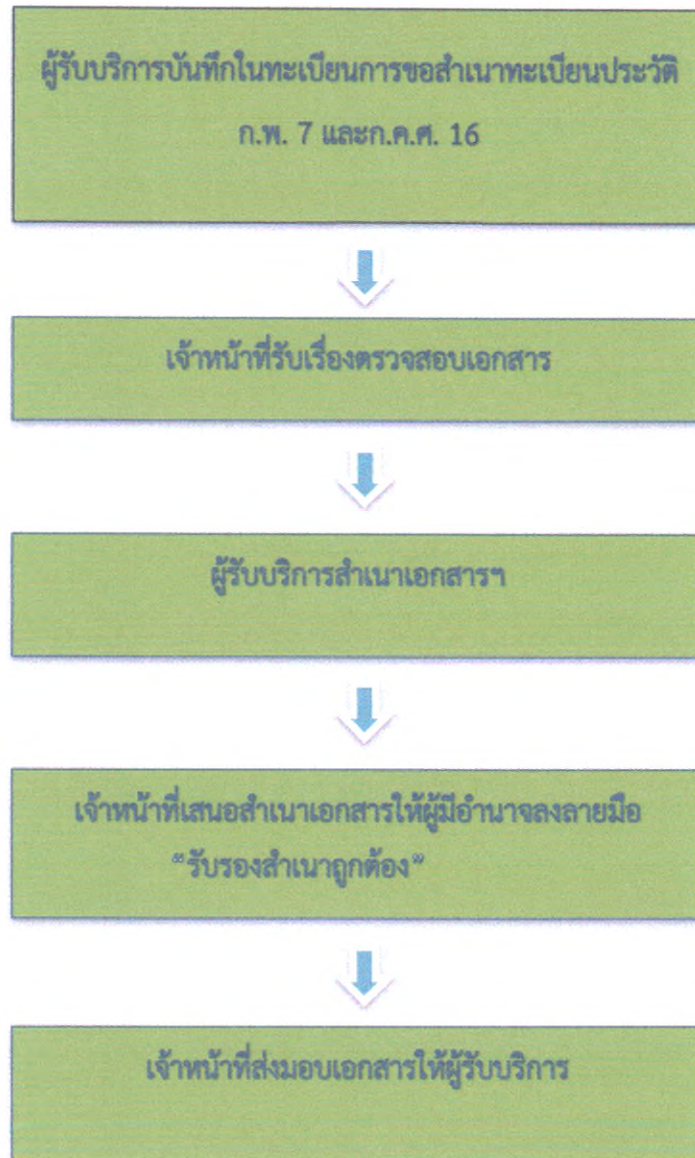 ผู้รับบริการบันทึกในทะเบียนการขอสำเนาทะเบียนประวัติ
ก.พ. 7 และก.ค.ศ. 16
เจ้าหน้าที่รับเรื่องตรวจสอบเอกสาร
ผู้รับบริการสำเนาเอกสารฯ
เจ้าหน้าที่เสนอสำเนาเอกสารให้ผู้มีอำนาจลงลายมือ
“รับรองสำเนาถูกต้อง”
เจ้าหน้าที่ส่งมอบเอกสารให้ผู้รับบริการ